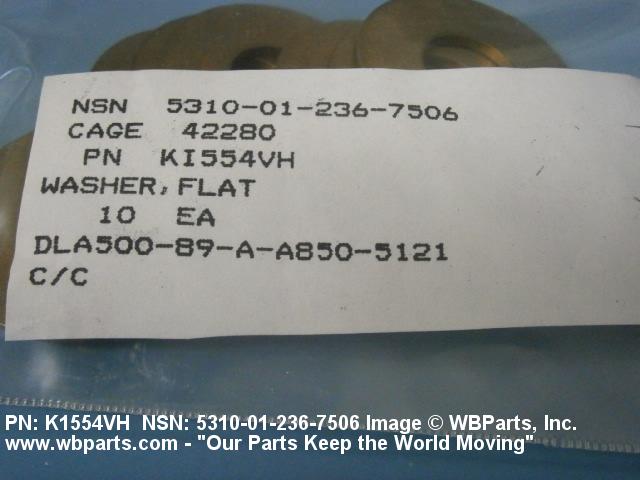 NSN 5310-01-236-7506
CAGE 42280
PN KI554VH
WASHER, FLAT
10 EA
DLA500-89-A-A850-5121
C/C
PN: K1554VH NSN: 5310-01-236-7506 Image © WBParts, Inc.
www.wbparts.com - "Our Parts Keep the World Moving"